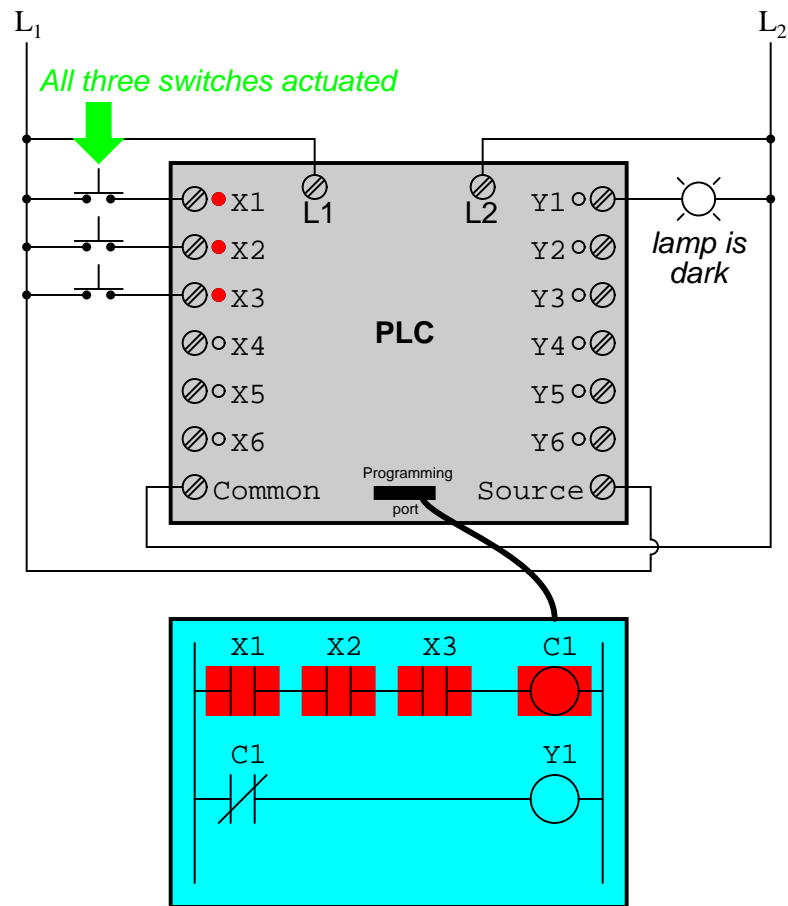 L1 L2
All three switches actuated
X1 L1 L2 Y1
X2 Y2
lamp is
dark
X3 Y3
PLC
X4 Y4
X5 Y5
X6 Y6
Common Programming
port Source
X1 X2 X3 C1
C1 Y1